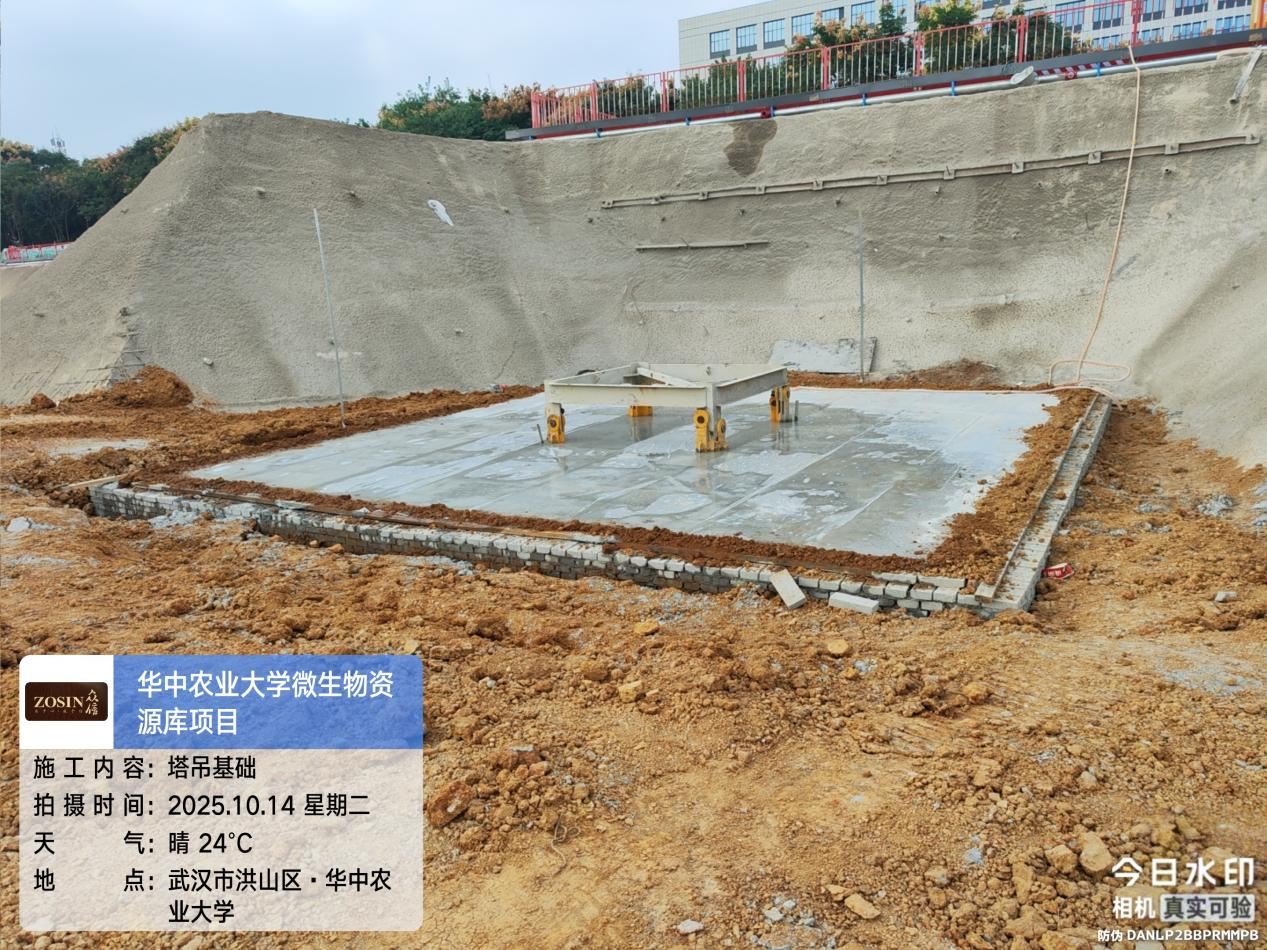 ZOSIN 众信
华中农业大学微生物资
源库项目
施工内容：塔吊基础
拍摄时间：2025.10.14 星期二
天气：晴 24°C
地点：武汉市洪山区·华中农
业大学
今日水印
相机 真实可验
防伪 DANLP2BBPRMMPB